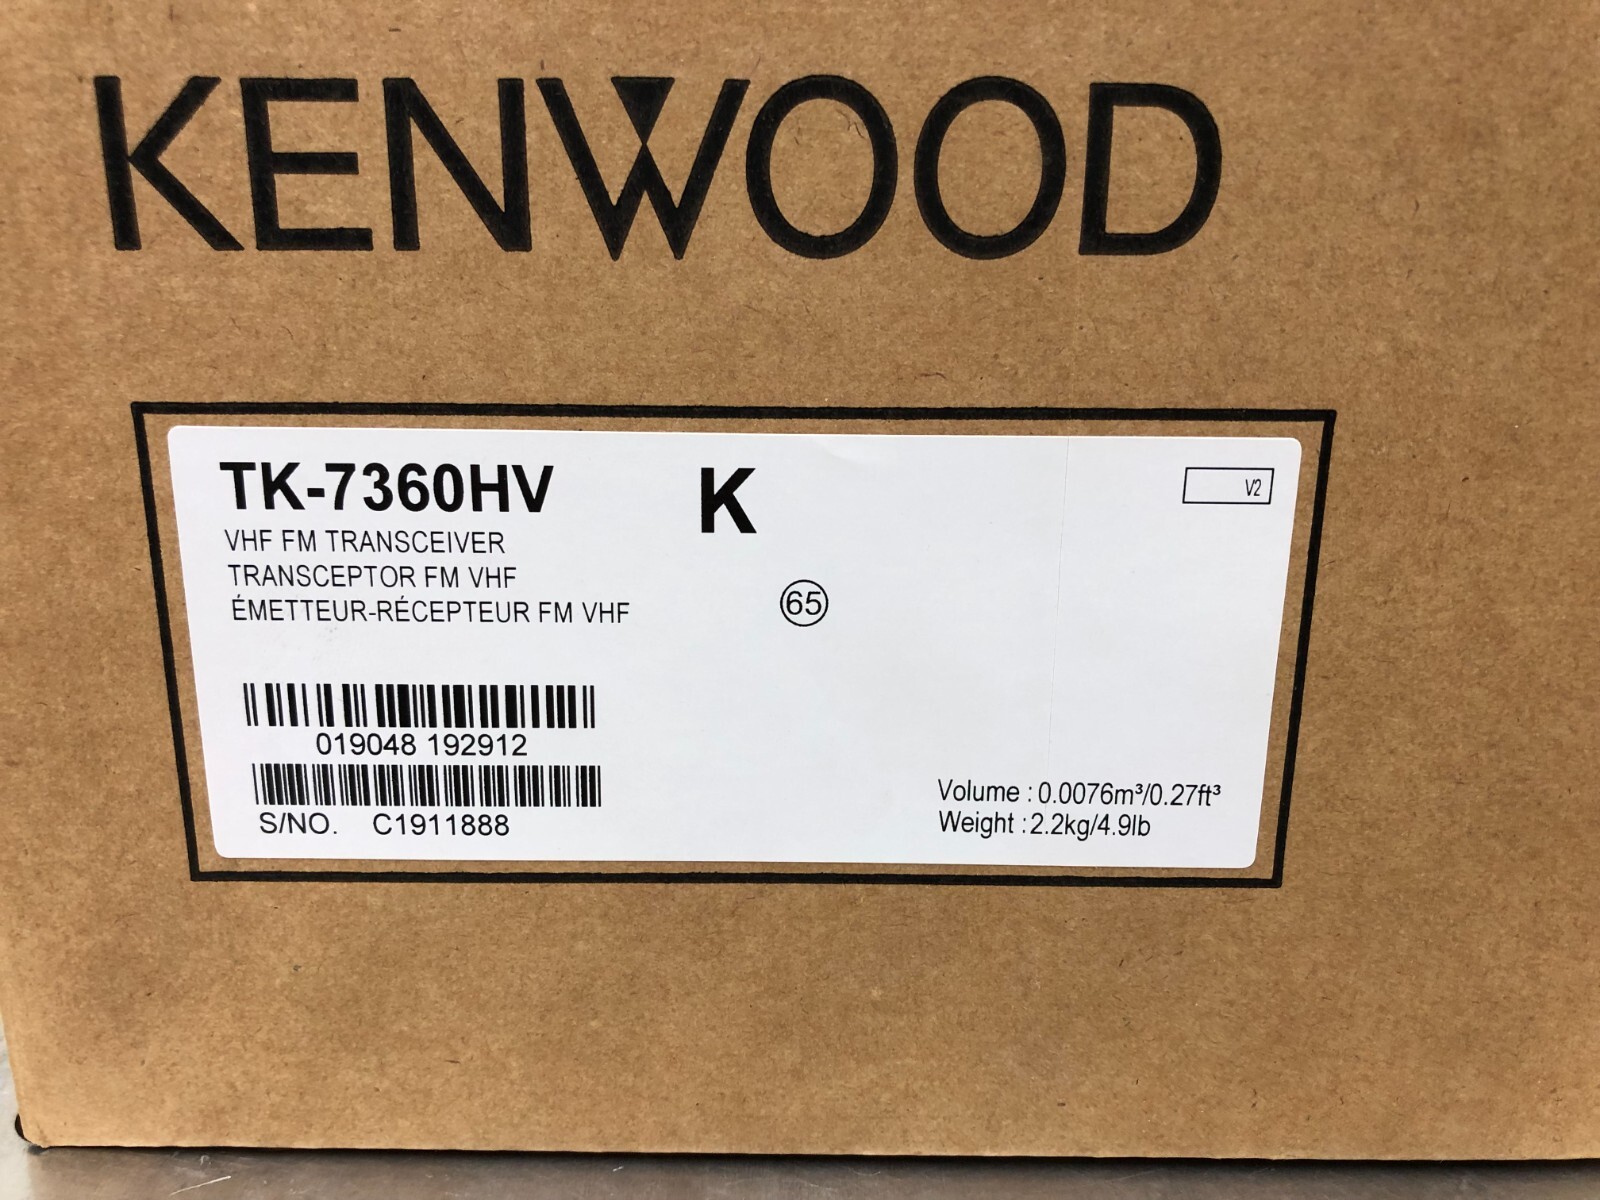 KENWOOD
TK-7360HV K V2
VHF FM TRANSCEIVER
TRANSCEPTOR FM VHF
ÉMETTEUR-RÉCEPTEUR FM VHF
65
019048 192912
S/NO. C1911888
Volume : 0.0076m³/0.27ft³
Weight : 2.2kg/4.9lb